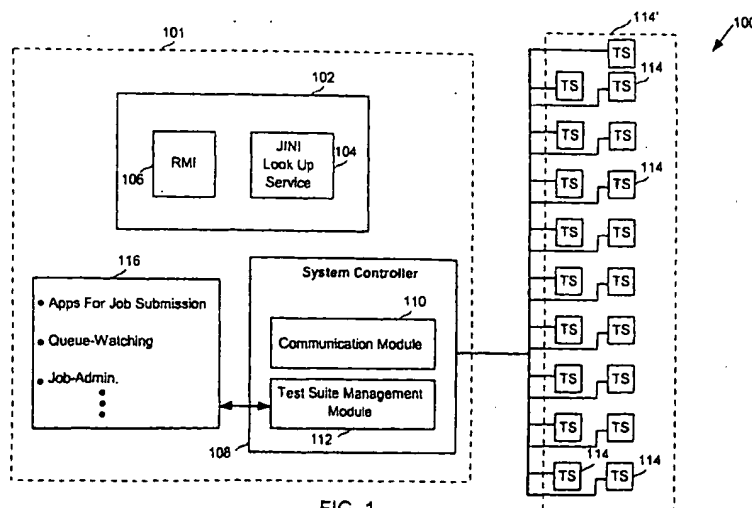 101
114'
100
TS
102
TS TS 114
106 RMI
JINI
Look Up
Service
104
TS TS
TS TS 114
TS TS
116
• Apps For Job Submission
• Queue-Watching
• Job-Admin.
System Controller
110
Communication Module
Test Suite Management
Module
112
108
TS TS
TS TS
TS TS
TS TS
114 114
TS TS
FIG. 1